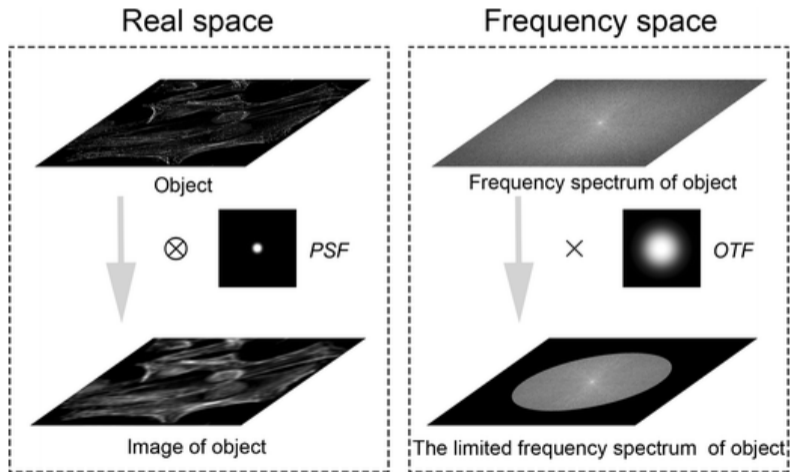 Real space
Frequency space
Object
Frequency spectrum of object
⊗
PSF
×
OTF
Image of object
The limited frequency spectrum of object